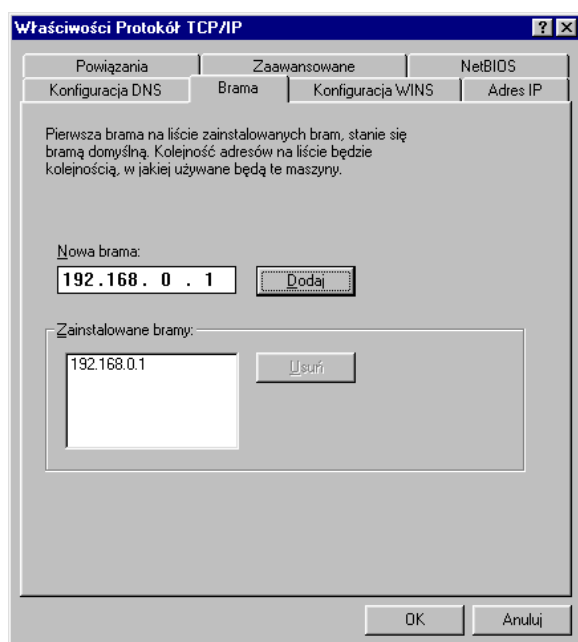 Właściwości Protokół TCP/IP
Powiązania Zaawansowane NetBIOS
Konfiguracja DNS Brama Konfiguracja WINS Adres IP
Pierwsza brama na liście zainstalowanych bram, stanie się
bramą domyślną. Kolejność adresów na liście będzie
kolejnością, w jakiej używane będą te maszyny.
Nowa brama:
192.168. 0 . 1 Dodaj
Zainstalowane bramy:
192.168.0.1 Usuń
OK Anuluj